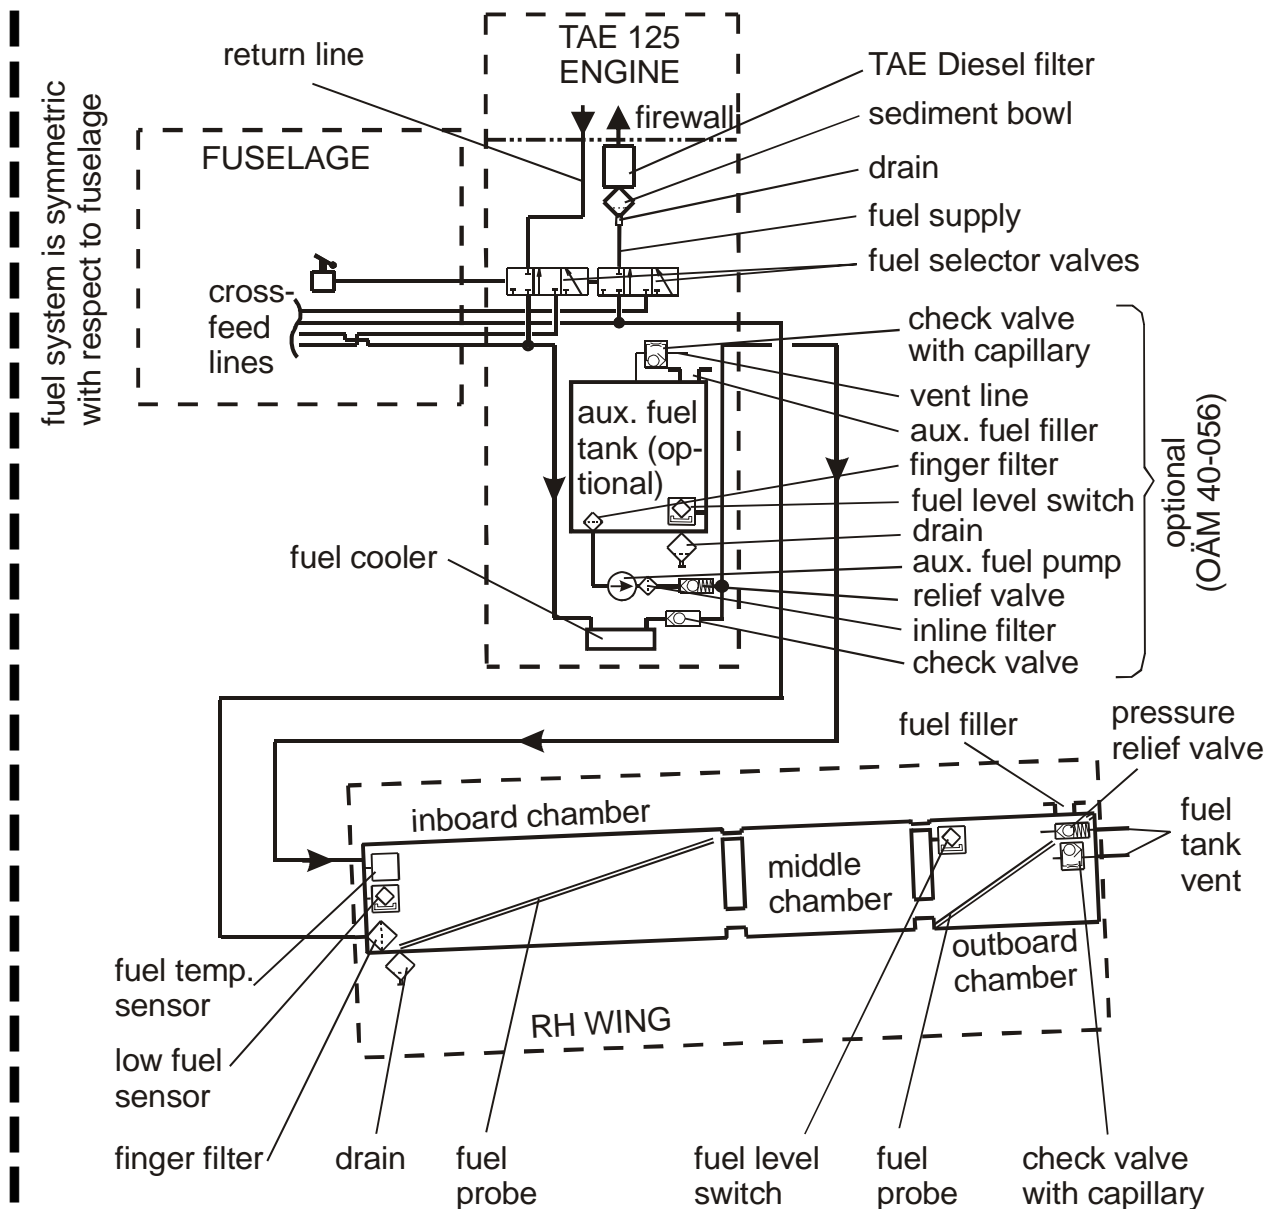 TAE 125
ENGINE
return line
TAE Diesel filter
firewall
sediment bowl
FUSELAGE
drain
fuel supply
fuel selector valves
fuel system is symmetric
with respect to fuselage
cross-
feed
lines
check valve
with capillary
vent line
aux. fuel filler
finger filter
fuel level switch
drain
aux. fuel pump
relief valve
inline filter
check valve
optional
(OÄM 40-056)
aux. fuel
tank (op-
tional)
fuel cooler
fuel filler
pressure
relief valve
fuel
tank
vent
inboard chamber
middle
chamber
outboard
chamber
RH WING
fuel temp.
sensor
low fuel
sensor
finger filter
drain
fuel
probe
fuel level
switch
fuel
probe
check valve
with capillary